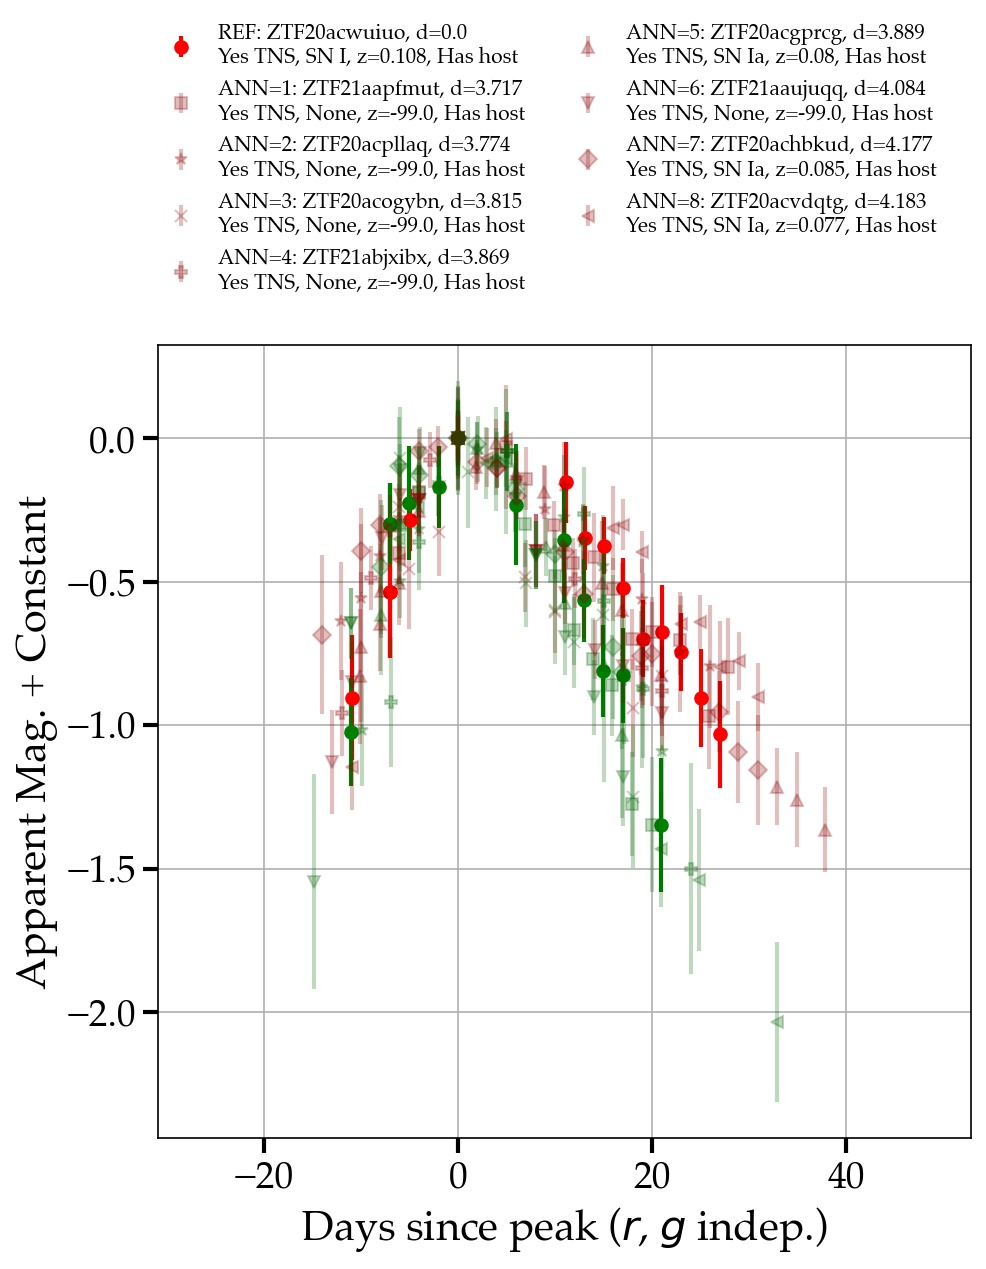 REF: ZTF20acwuiuo, d=0.0
Yes TNS, SN I, z=0.108, Has host
ANN=1: ZTF21aapfmut, d=3.717
Yes TNS, None, z=-99.0, Has host
ANN=2: ZTF20acpllaq, d=3.774
Yes TNS, None, z=-99.0, Has host
ANN=3: ZTF20acogybn, d=3.815
Yes TNS, None, z=-99.0, Has host
ANN=4: ZTF21abjxibx, d=3.869
Yes TNS, None, z=-99.0, Has host
ANN=5: ZTF20acgprcg, d=3.889
Yes TNS, SN Ia, z=0.08, Has host
ANN=6: ZTF21aaujuqq, d=4.084
Yes TNS, None, z=-99.0, Has host
ANN=7: ZTF20achbkud, d=4.177
Yes TNS, SN Ia, z=0.085, Has host
ANN=8: ZTF20acvdqtg, d=4.183
Yes TNS, SN Ia, z=0.077, Has host
Apparent Mag. + Constant
0.0
−0.5
−1.0
−1.5
−2.0
−20
0
20
40
Days since peak (r, g indep.)